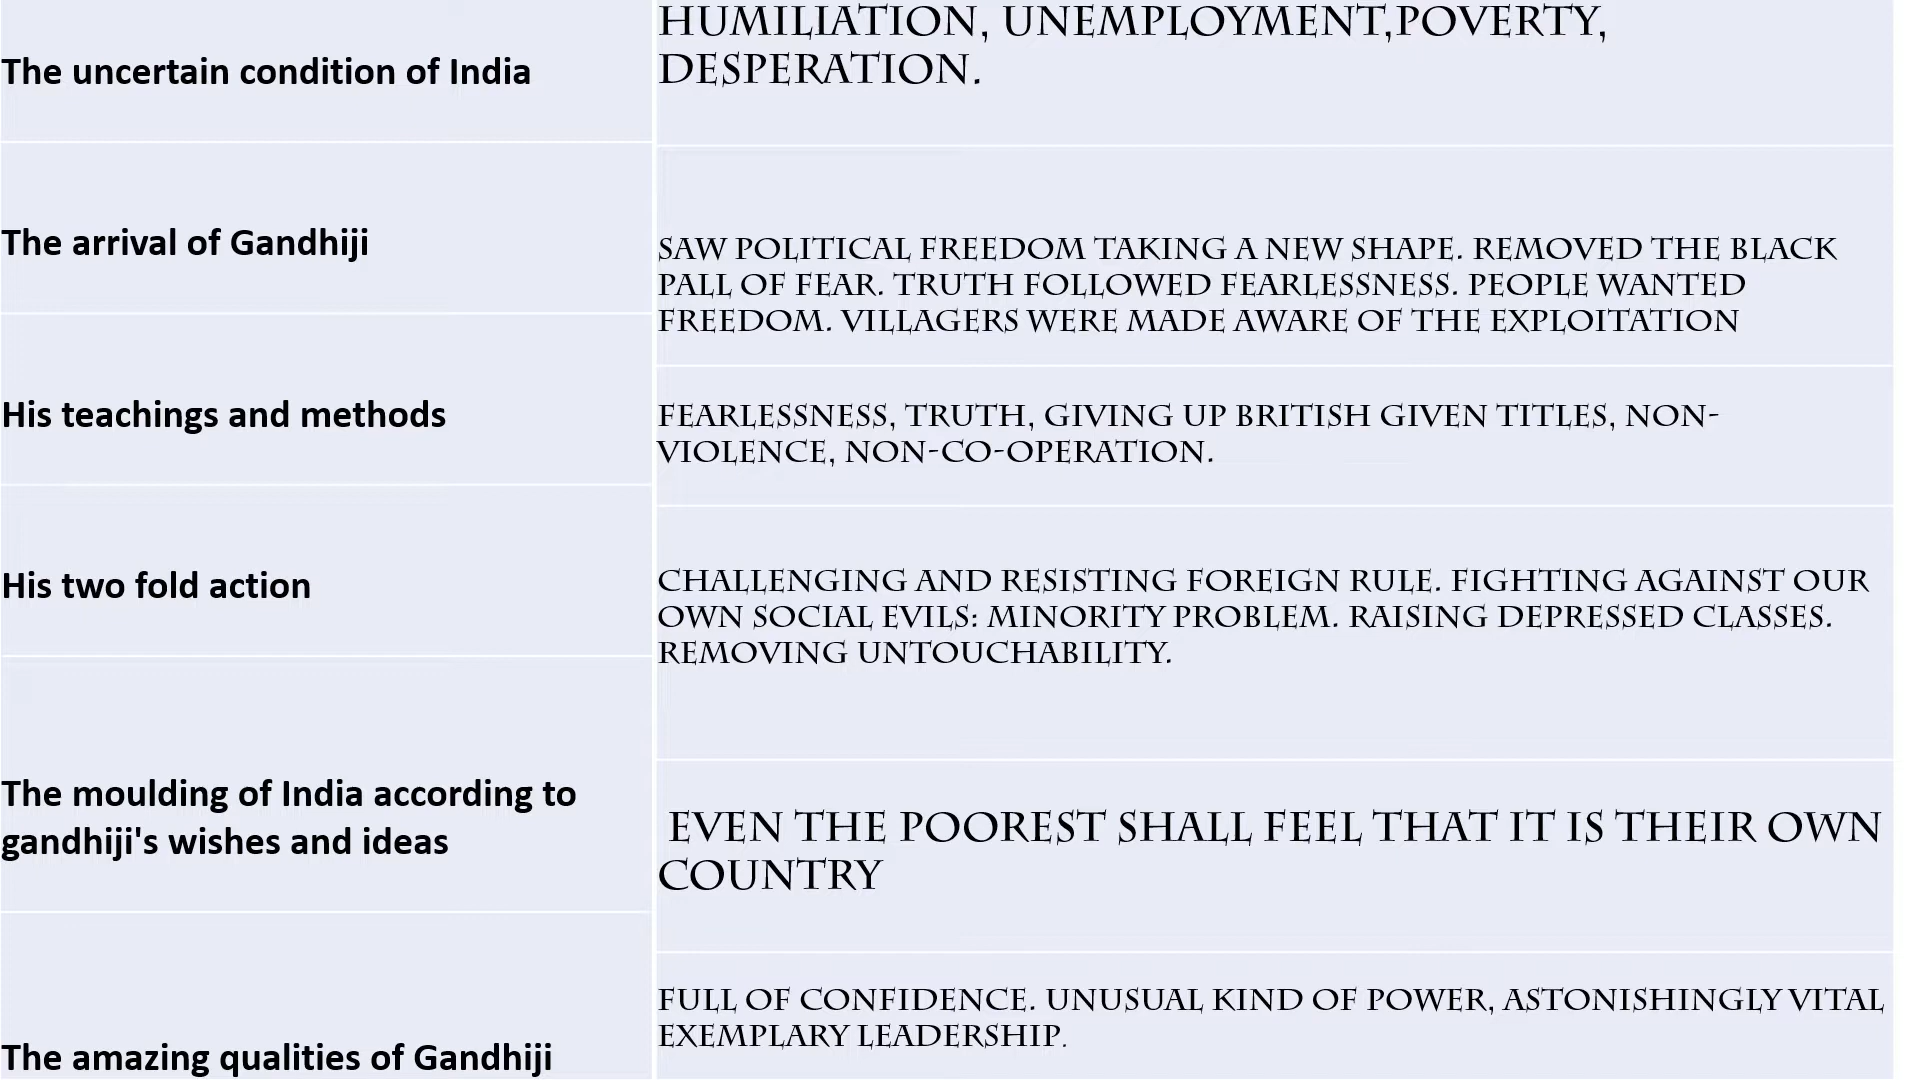 The uncertain condition of India
HUMILIATION, UNEMPLOYMENT,POVERTY,
DESPERATION.
The arrival of Gandhiji
SAW POLITICAL FREEDOM TAKING A NEW SHAPE. REMOVED THE BLACK
PALL OF FEAR. TRUTH FOLLOWED FEARLESSNESS. PEOPLE WANTED
FREEDOM. VILLAGERS WERE MADE AWARE OF THE EXPLOITATION
His teachings and methods
FEARLESSNESS, TRUTH, GIVING UP BRITISH GIVEN TITLES, NON-
VIOLENCE, NON-CO-OPERATION.
His two fold action
CHALLENGING AND RESISTING FOREIGN RULE. FIGHTING AGAINST OUR
OWN SOCIAL EVILS: MINORITY PROBLEM. RAISING DEPRESSED CLASSES.
REMOVING UNTOUCHABILITY.
The moulding of India according to
gandhiji's wishes and ideas
EVEN THE POOREST SHALL FEEL THAT IT IS THEIR OWN
COUNTRY
The amazing qualities of Gandhiji
FULL OF CONFIDENCE. UNUSUAL KIND OF POWER, ASTONISHINGLY VITAL
EXEMPLARY LEADERSHIP.